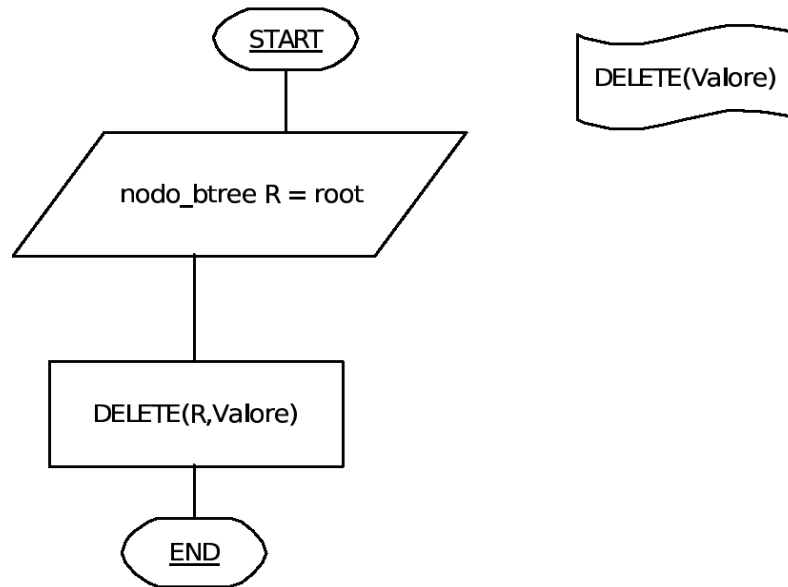 START
DELETE(Valore)
nodo_btree R = root
DELETE(R,Valore)
END